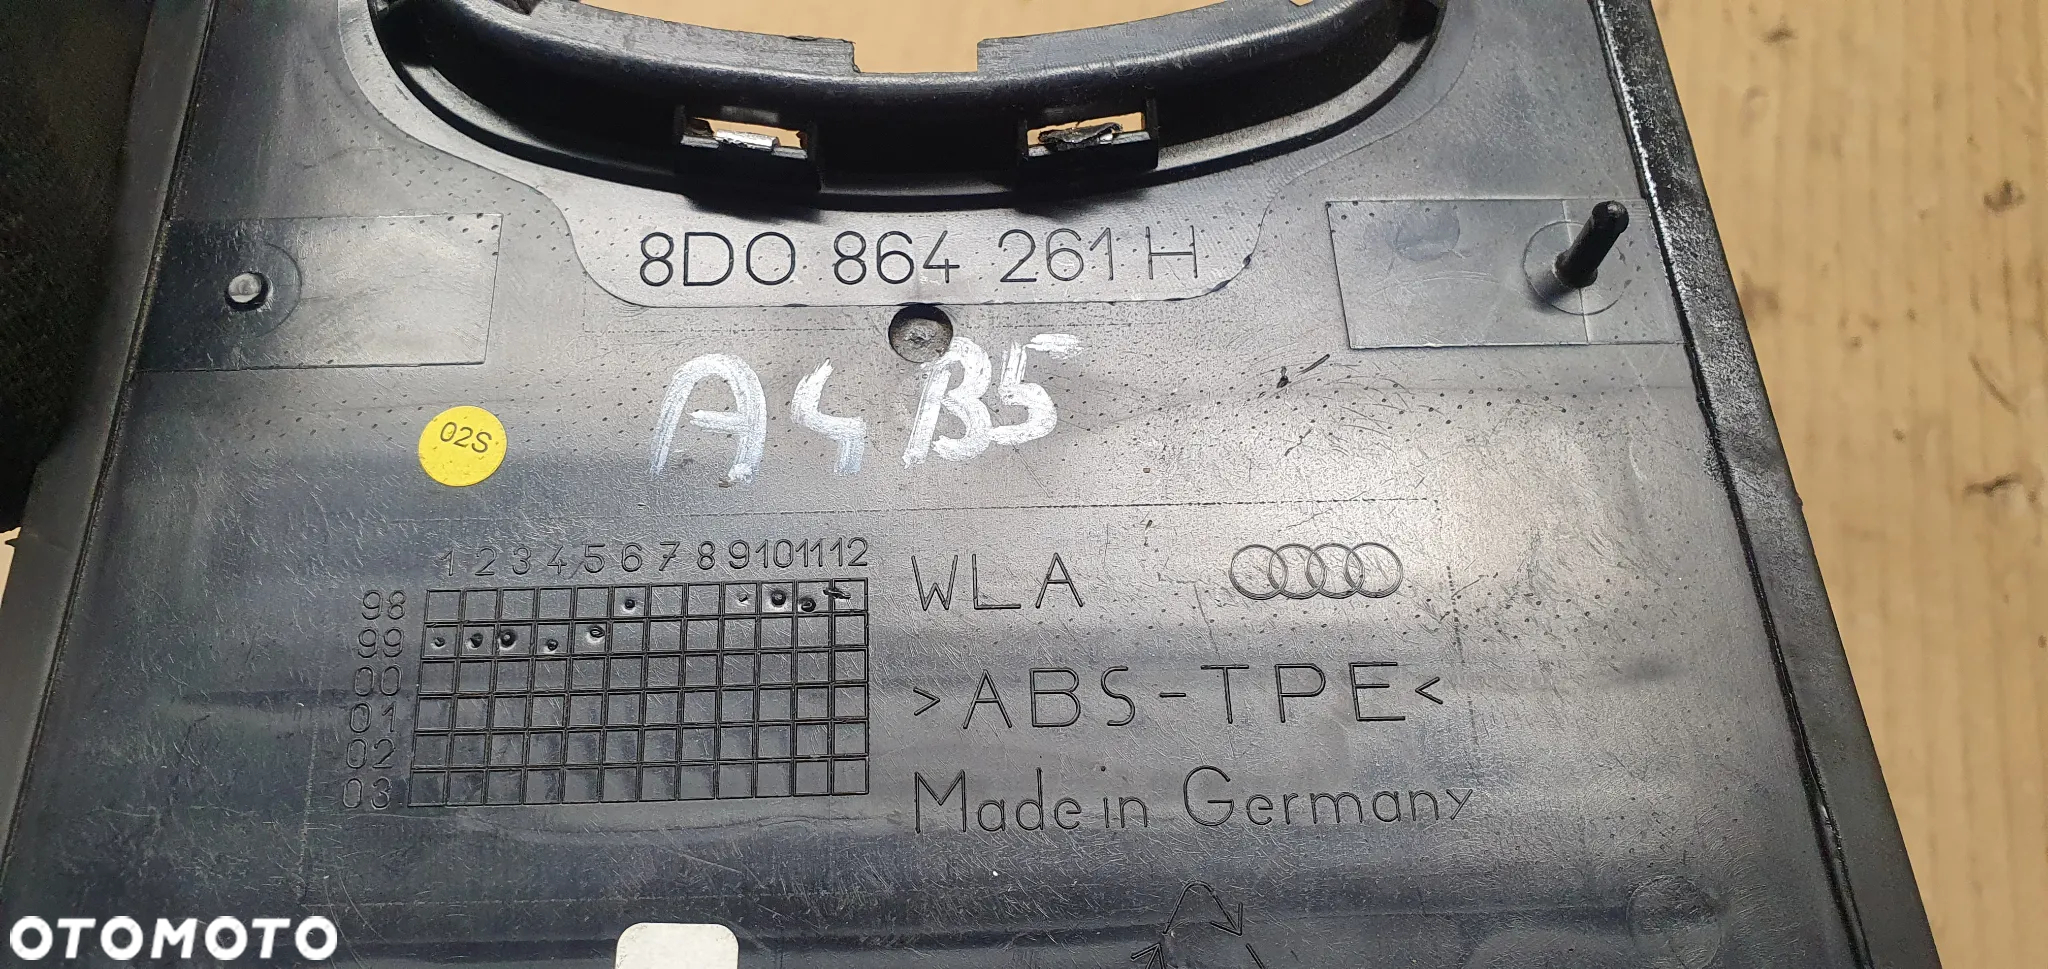 8D0 864 261 H
A4 B5
02S
1 2 3 4 5 6 7 8 9 10 11 12
98
99
00
01
02
03
WLA
>ABS-TPE<
Made in Germany
OTOMOTO